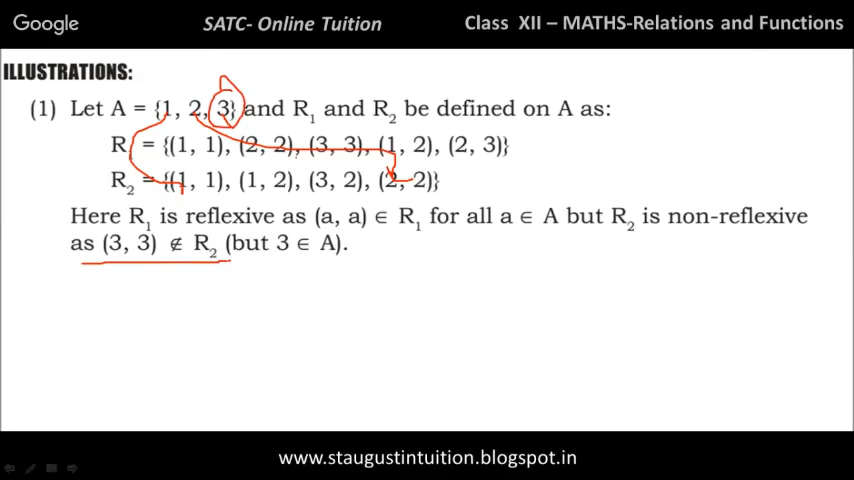 Google
SATC- Online Tuition
Class XII – MATHS-Relations and Functions
ILLUSTRATIONS:
(1) Let A = {1, 2, 3} and R₁ and R₂ be defined on A as:
R₁ = {(1, 1), (2, 2), (3, 3), (1, 2), (2, 3)}
R₂ = {(1, 1), (1, 2), (3, 2), (2, 2)}
Here R₁ is reflexive as (a, a) ∈ R₁ for all a ∈ A but R₂ is non-reflexive
as (3, 3) ∉ R₂ (but 3 ∈ A).
www.staugustintuition.blogspot.in